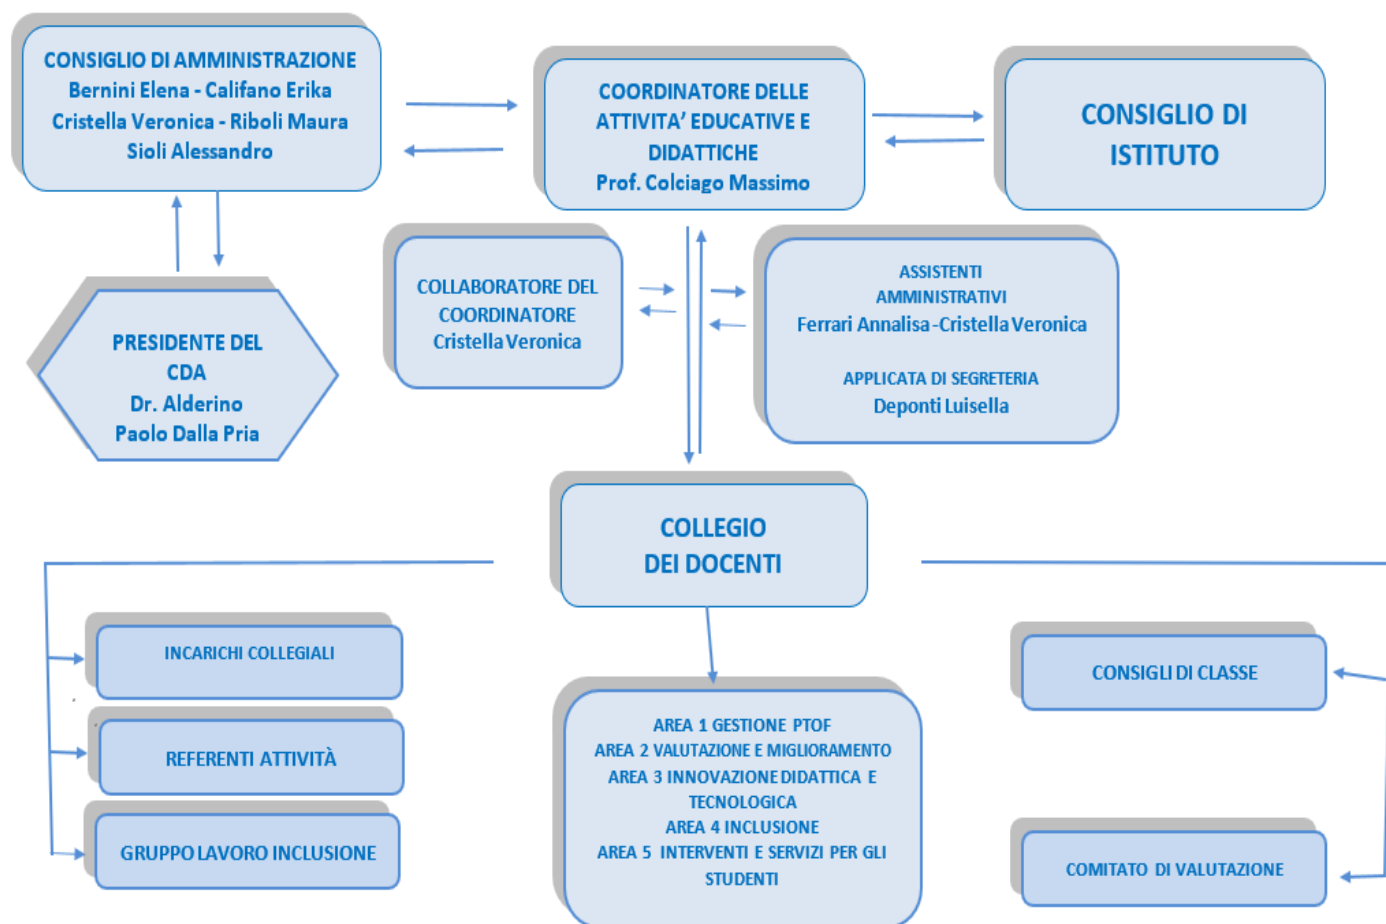 CONSIGLIO DI AMMINISTRAZIONE
Bernini Elena - Califano Erika
Cristella Veronica - Riboli Maura
Sioli Alessandro
COORDINATORE DELLE
ATTIVITA’ EDUCATIVE E
DIDATTICHE
Prof. Colciago Massimo
CONSIGLIO DI
ISTITUTO
PRESIDENTE DEL
CDA
Dr. Alderino
Paolo Dalla Pria
COLLABORATORE DEL
COORDINATORE
Cristella Veronica
ASSISTENTI
AMMINISTRATIVI
Ferrari Annalisa -Cristella Veronica
APPLICATA DI SEGRETERIA
Deponti Luisella
COLLEGIO
DEI DOCENTI
INCARICHI COLLEGIALI
REFERENTI ATTIVITÀ
GRUPPO LAVORO INCLUSIONE
AREA 1 GESTIONE PTOF
AREA 2 VALUTAZIONE E MIGLIORAMENTO
AREA 3 INNOVAZIONE DIDATTICA E
TECNOLOGICA
AREA 4 INCLUSIONE
AREA 5 INTERVENTI E SERVIZI PER GLI
STUDENTI
CONSIGLI DI CLASSE
COMITATO DI VALUTAZIONE